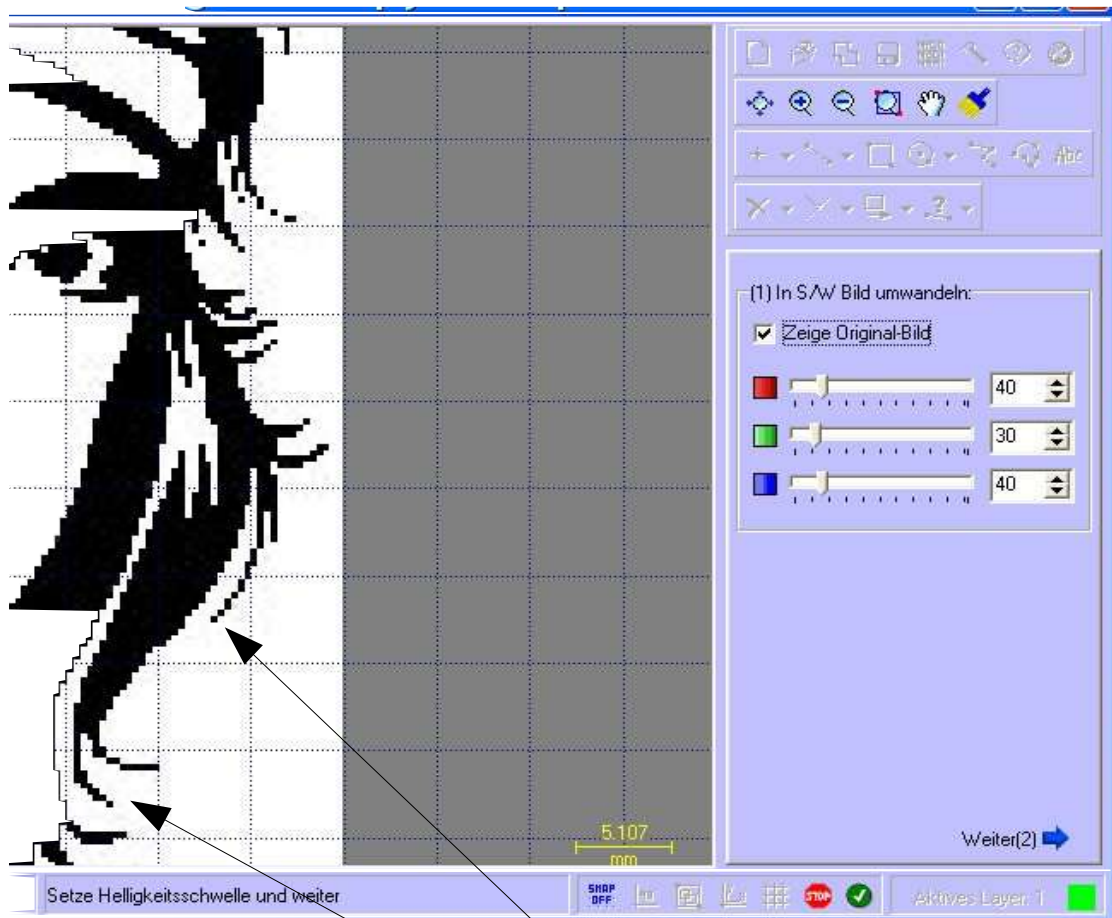 Abc
(1) In S/W Bild umwandeln:
Zeige Original-Bild
40
30
40
5.107
mm
Weiter(2)
Setze Helligkeitsschwelle und weiter
SNAP
OFF
STOP
Aktives Layer: 1